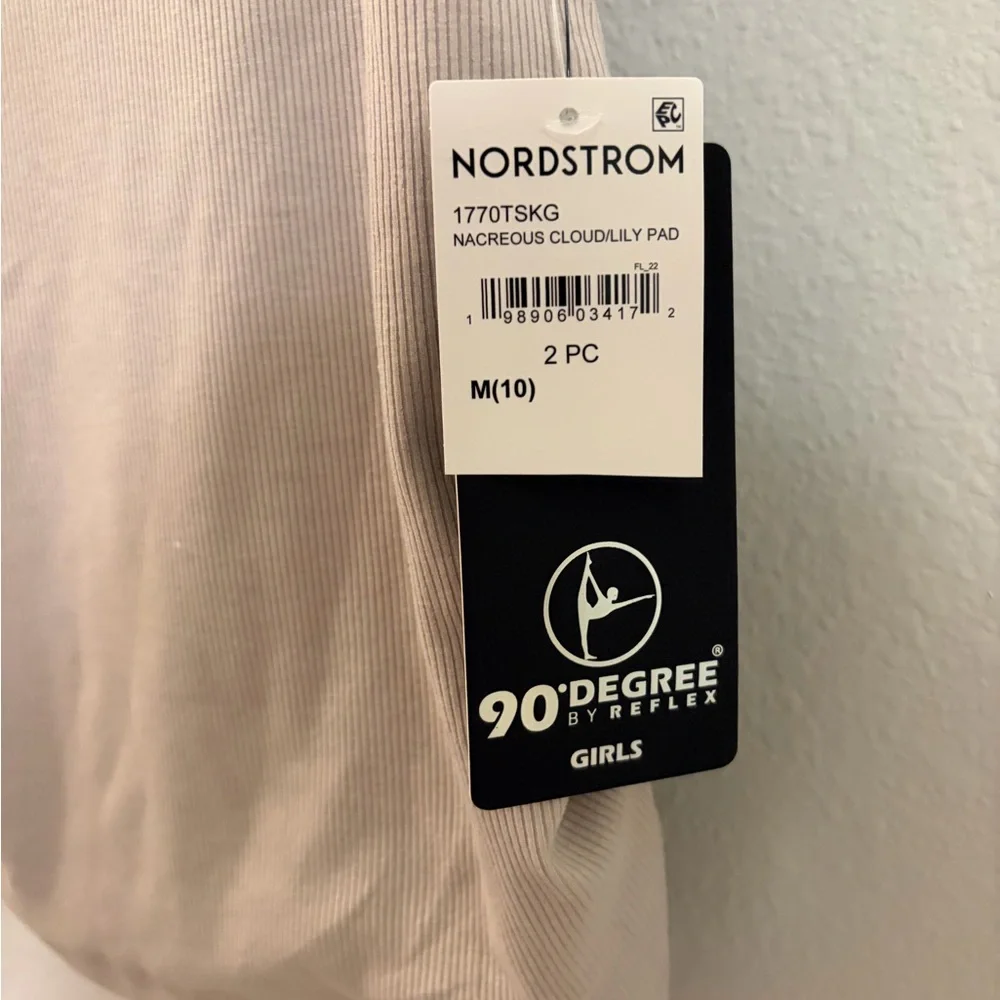 EPC
NORDSTROM
1770TSKG
NACREOUS CLOUD/LILY PAD
FL_22
1 98906 03417 2
2 PC
M(10)
90° DEGREE®
BY REFLEX
GIRLS